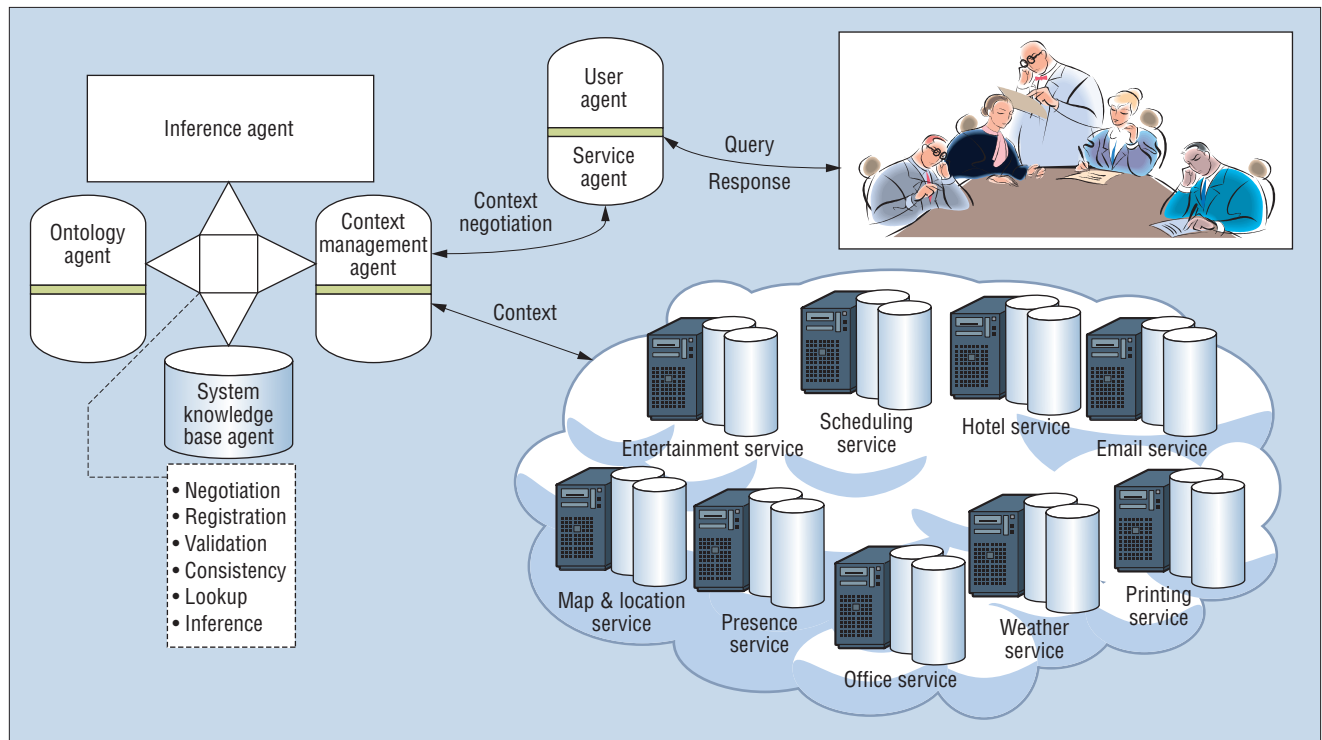 Inference agent
Ontology
agent
Context
management
agent
System
knowledge
base agent
• Negotiation
• Registration
• Validation
• Consistency
• Lookup
• Inference
User
agent
Service
agent
Context
negotiation
Query
Response
Context
Entertainment service
Scheduling
service
Hotel service
Email service
Map & location
service
Presence
service
Office service
Weather
service
Printing
service